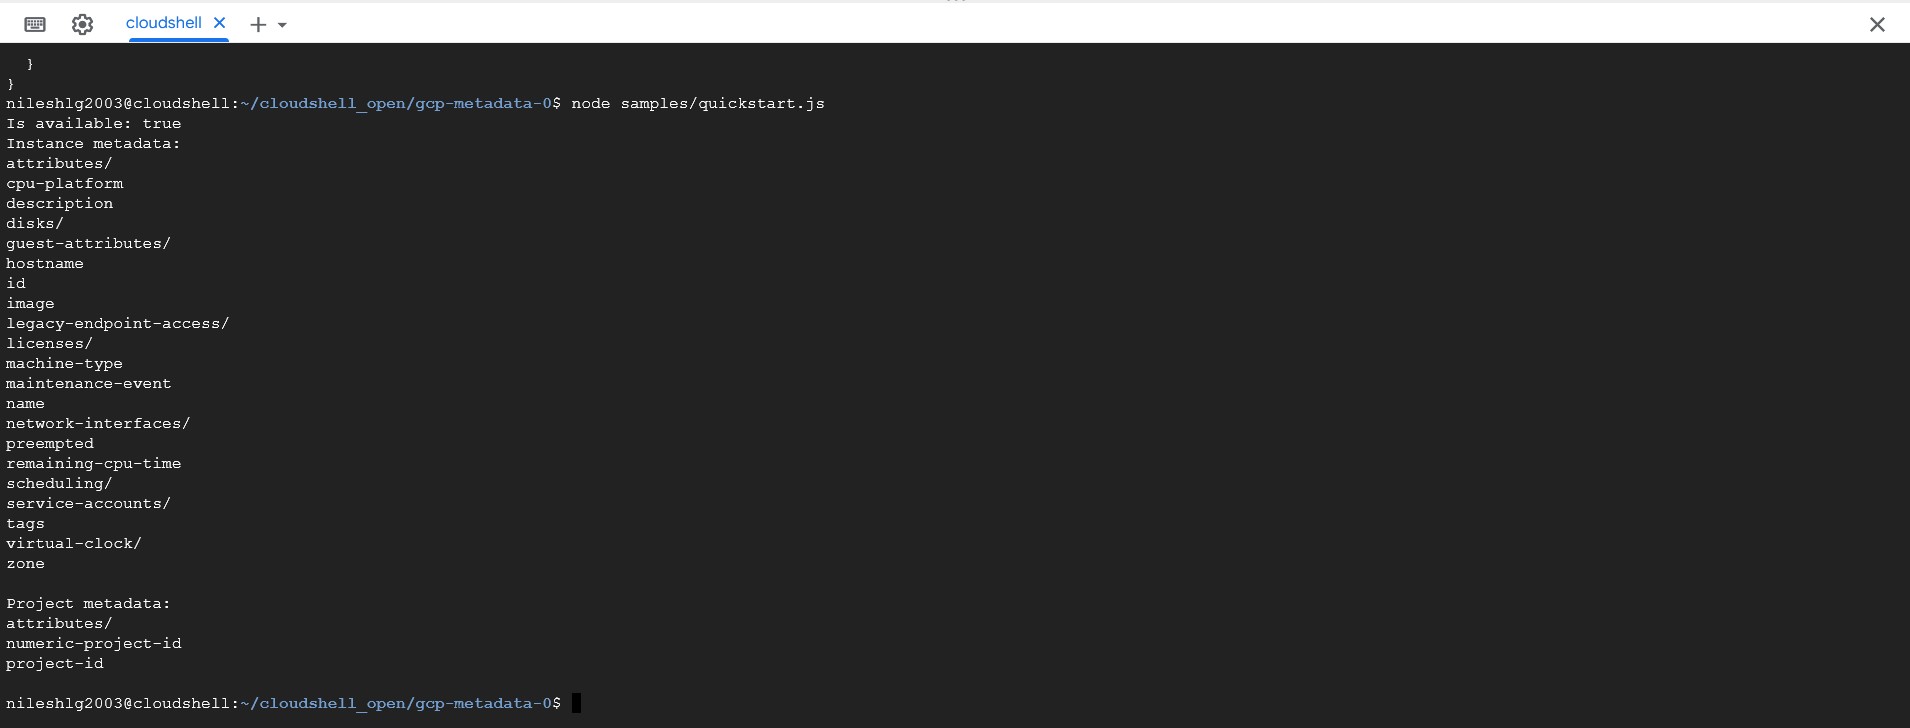 cloudshell
}
}
nileshlg2003@cloudshell:~/cloudshell_open/gcp-metadata-0$ node samples/quickstart.js
Is available: true
Instance metadata:
attributes/
cpu-platform
description
disks/
guest-attributes/
hostname
id
image
legacy-endpoint-access/
licenses/
machine-type
maintenance-event
name
network-interfaces/
preempted
remaining-cpu-time
scheduling/
service-accounts/
tags
virtual-clock/
zone
Project metadata:
attributes/
numeric-project-id
project-id
nileshlg2003@cloudshell:~/cloudshell_open/gcp-metadata-0$